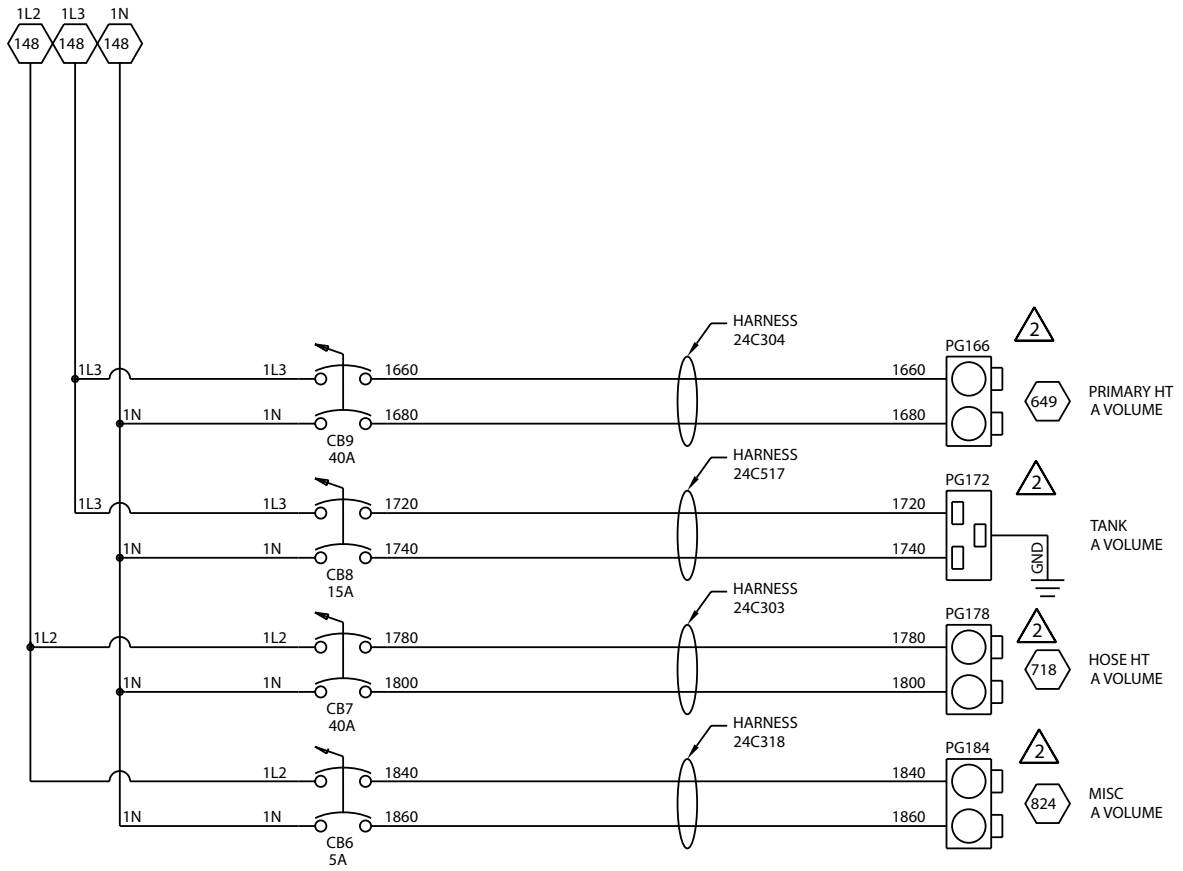 1L2 1L3 1N
148 148 148
HARNESS
24C304
2
PG166
1L3 1L3 1660 1660
649
PRIMARY HT
A VOLUME
1N 1N 1680 1680
CB9
40A
HARNESS
24C517
2
PG172
1L3 1L3 1720 1720
TANK
A VOLUME
1N 1N 1740 1740
GND
CB8
15A
HARNESS
24C303
2
PG178
1L2 1L2 1780 1780
718
HOSE HT
A VOLUME
1N 1N 1800 1800
CB7
40A
HARNESS
24C318
2
PG184
1L2 1840 1840
824
MISC
A VOLUME
1N 1N 1860 1860
CB6
5A